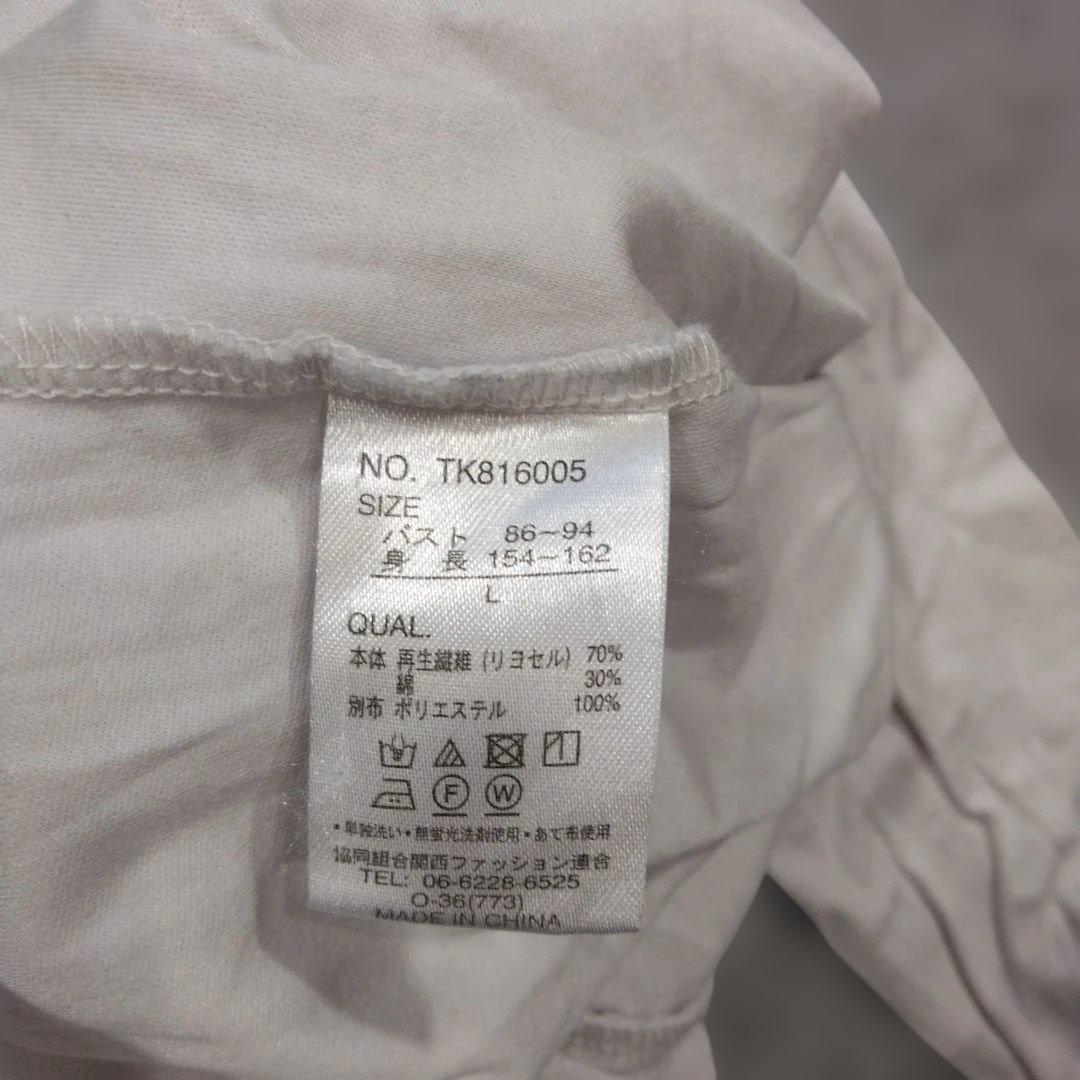 NO. TK816005
SIZE
バスト 86~94
身 長 154~162
L
QUAL.
本体 再生繊維 (リヨセル) 70%
綿 30%
別布 ポリエステル 100%
F W
・単独洗い・無蛍光洗剤使用・あて布使用
協同組合関西ファッション連合
TEL: 06-6228-6525
O-36(773)
MADE IN CHINA